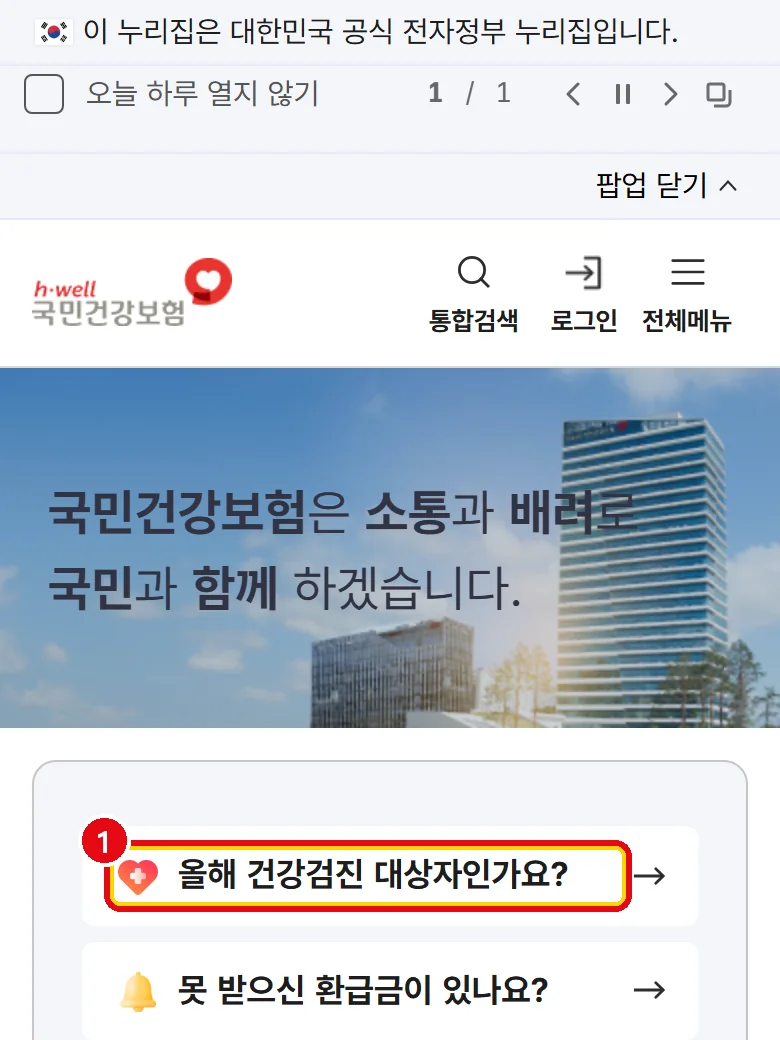 이 누리집은 대한민국 공식 전자정부 누리집입니다.
오늘 하루 열지 않기
1 / 1
팝업 닫기
h·well
국민건강보험
통합검색 로그인 전체메뉴
국민건강보험은 소통과 배려로
국민과 함께 하겠습니다.
1
올해 건강검진 대상자인가요?
못 받으신 환급금이 있나요?